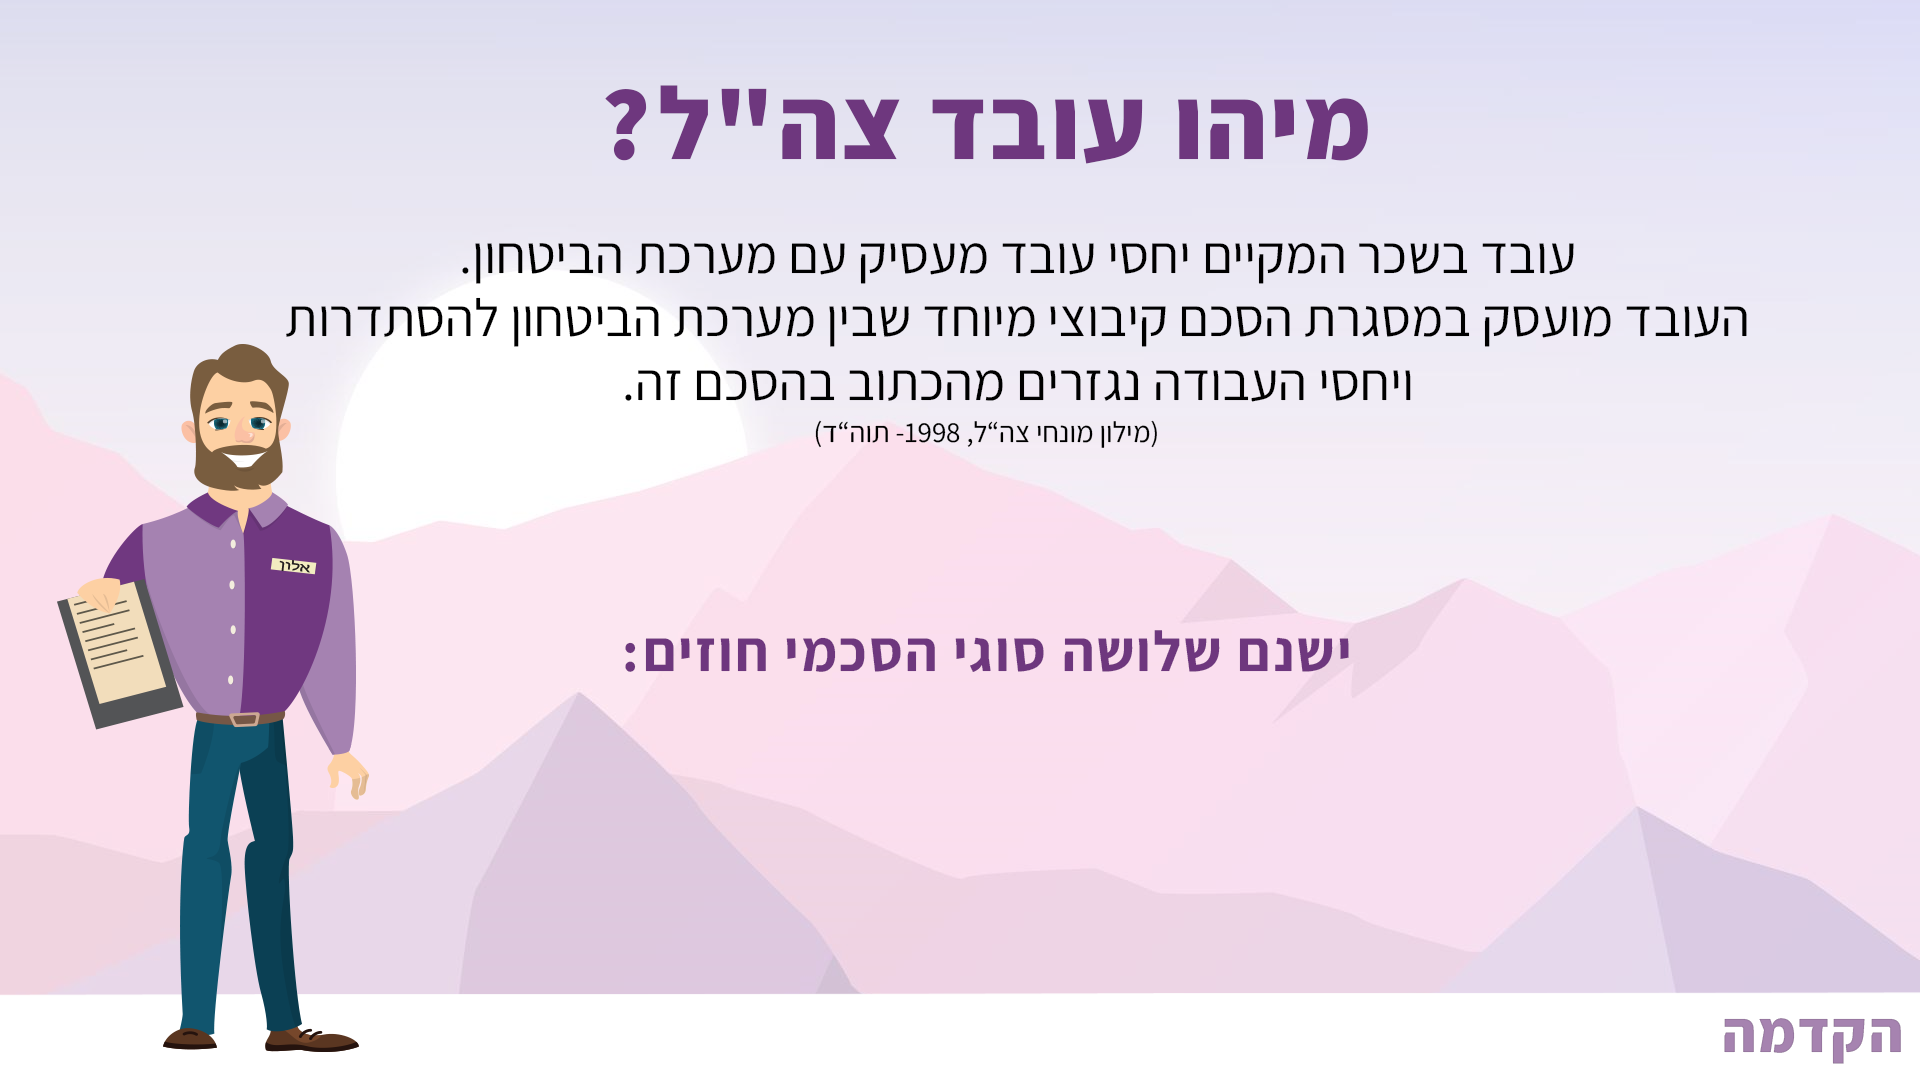 מיהו עובד צה"ל?
עובד בשכר המקיים יחסי עובד מעסיק עם מערכת הביטחון.
העובד מועסק במסגרת הסכם קיבוצי מיוחד שבין מערכת הביטחון להסתדרות
ויחסי העבודה נגזרים מהכתוב בהסכם זה.
(מילון מונחי צה“ל, 1998- תוה“ד)
אלון
ישנם שלושה סוגי הסכמי חוזים:
הקדמה